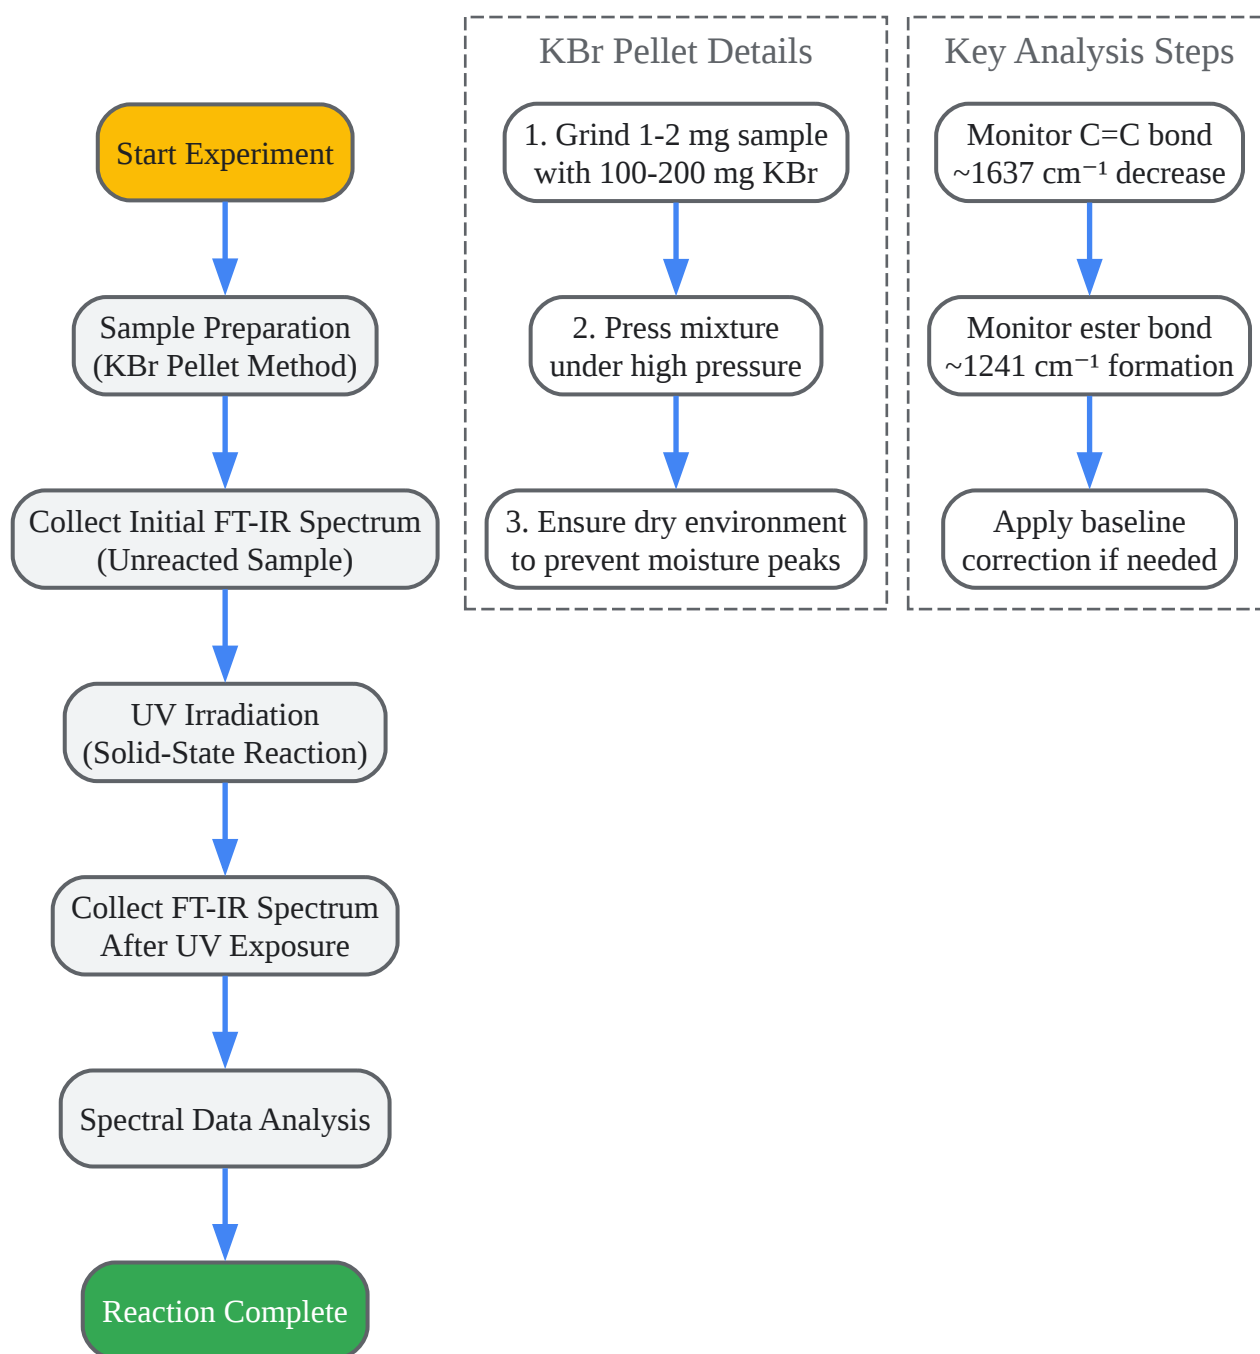 Start Experiment
Sample Preparation
(KBr Pellet Method)
Collect Initial FT-IR Spectrum
(Unreacted Sample)
UV Irradiation
(Solid-State Reaction)
Collect FT-IR Spectrum
After UV Exposure
Spectral Data Analysis
Reaction Complete
KBr Pellet Details
1. Grind 1-2 mg sample
with 100-200 mg KBr
2. Press mixture
under high pressure
3. Ensure dry environment
to prevent moisture peaks
Key Analysis Steps
Monitor C=C bond
~1637 cm⁻¹ decrease
Monitor ester bond
~1241 cm⁻¹ formation
Apply baseline
correction if needed